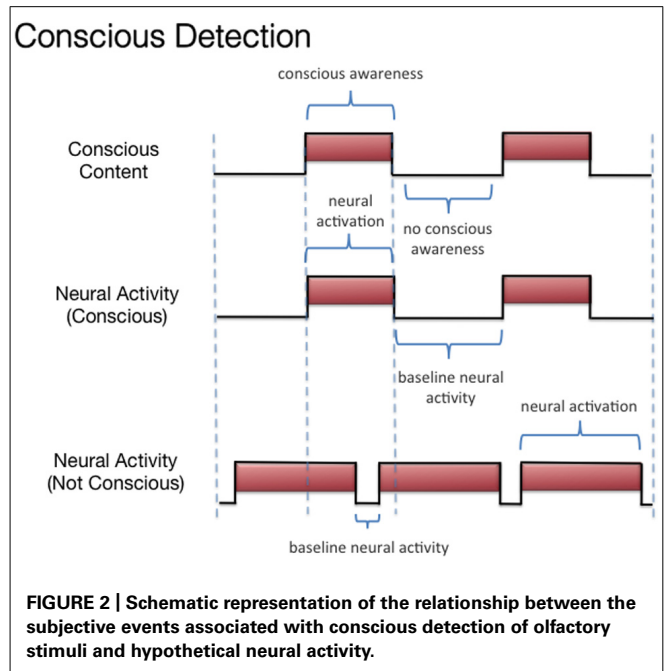 Conscious Detection
conscious awareness
Conscious
Content
neural
activation
no conscious
awareness
Neural Activity
(Conscious)
baseline neural
activity
neural activation
Neural Activity
(Not Conscious)
baseline neural activity
FIGURE 2 | Schematic representation of the relationship between the
subjective events associated with conscious detection of olfactory
stimuli and hypothetical neural activity.